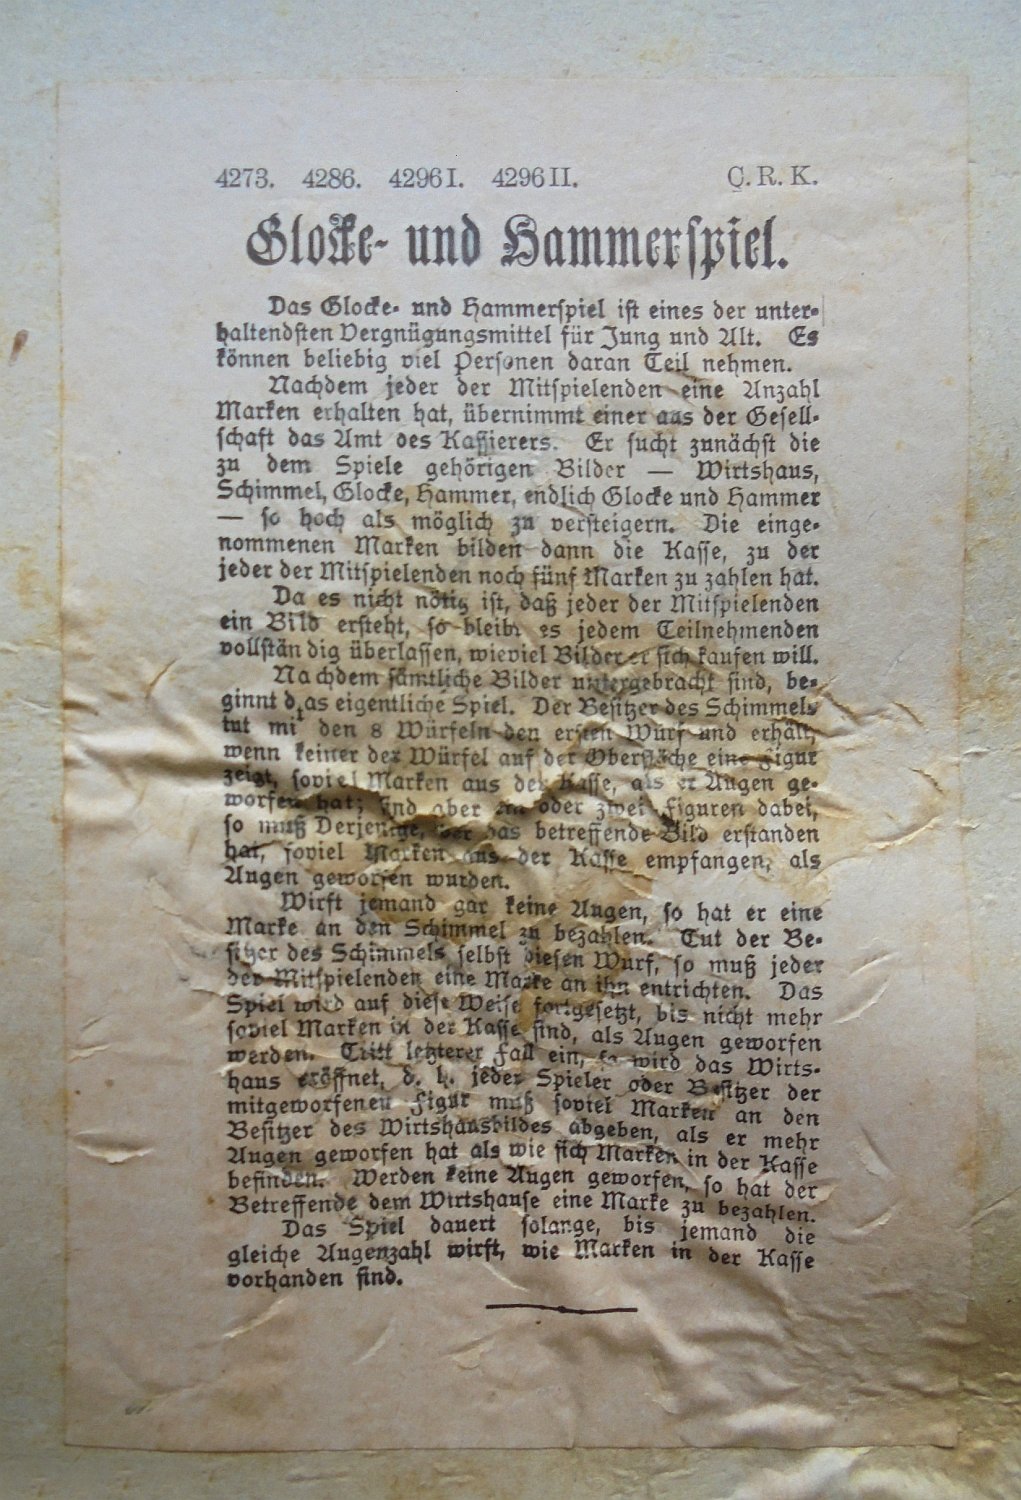 4273. 4286. 4296 I. 4296 II. C. R. K.
Glocke- und Hammerspiel.
Das Glocke- und Hammerspiel ist eines der unter-
haltendsten Vergnügungsmittel für Jung und Alt. Es
können beliebig viel Personen daran Teil nehmen.
Nachdem jeder der Mitspielenden eine Anzahl
Marken erhalten hat, übernimmt einer aus der Gesell-
schaft das Amt des Kassierers. Er sucht zunächst die
zu dem Spiele gehörigen Bilder — Wirtshaus,
Schimmel, Glocke, Hammer, endlich Glocke und Hammer
— so hoch als möglich zu versteigern. Die einge-
nommenen Marken bilden dann die Kasse, zu der
jeder der Mitspielenden noch fünf Marken zu zahlen hat.
Da es nicht nötig ist, daß jeder der Mitspielenden
ein Bild ersteht, so bleibt es jedem Teilnehmenden
vollständig überlassen, wieviel Bilder er sich kaufen will.
Nachdem sämtliche Bilder untergebracht sind, be-
ginnt das eigentliche Spiel. Der Besitzer des Schimmels
tut mit den 8 Würfeln den ersten Wurf und erhält,
wenn keiner der Würfel auf der Oberfläche eine Figur
zeigt, soviel Marken aus der Kasse, als er Augen ge-
worfen hat; sind aber ein oder zwei Figuren dabei,
so muß Derjenige, der das betreffende Bild erstanden
hat, soviel Marken aus der Kasse empfangen, als
Augen geworfen wurden.
Wirft jemand gar keine Augen, so hat er eine
Marke an den Schimmel zu bezahlen. Tut der Be-
sitzer des Schimmels selbst diesen Wurf, so muß jeder
der Mitspielenden eine Marke an ihn entrichten. Das
Spiel wird auf diese Weise fortgesetzt, bis nicht mehr
soviel Marken in der Kasse sind, als Augen geworfen
werden. Tritt letzterer Fall ein, so wird das Wirts-
haus eröffnet, d. h. jeder Spieler oder Besitzer der
mitgeworfenen Figur muß soviel Marken an den
Besitzer des Wirtshausbildes abgeben, als er mehr
Augen geworfen hat als wie sich Marken in der Kasse
befinden. Werden keine Augen geworfen, so hat der
Betreffende dem Wirtshause eine Marke zu bezahlen.
Das Spiel dauert solange, bis jemand die
gleiche Augenzahl wirft, wie Marken in der Kasse
vorhanden sind.